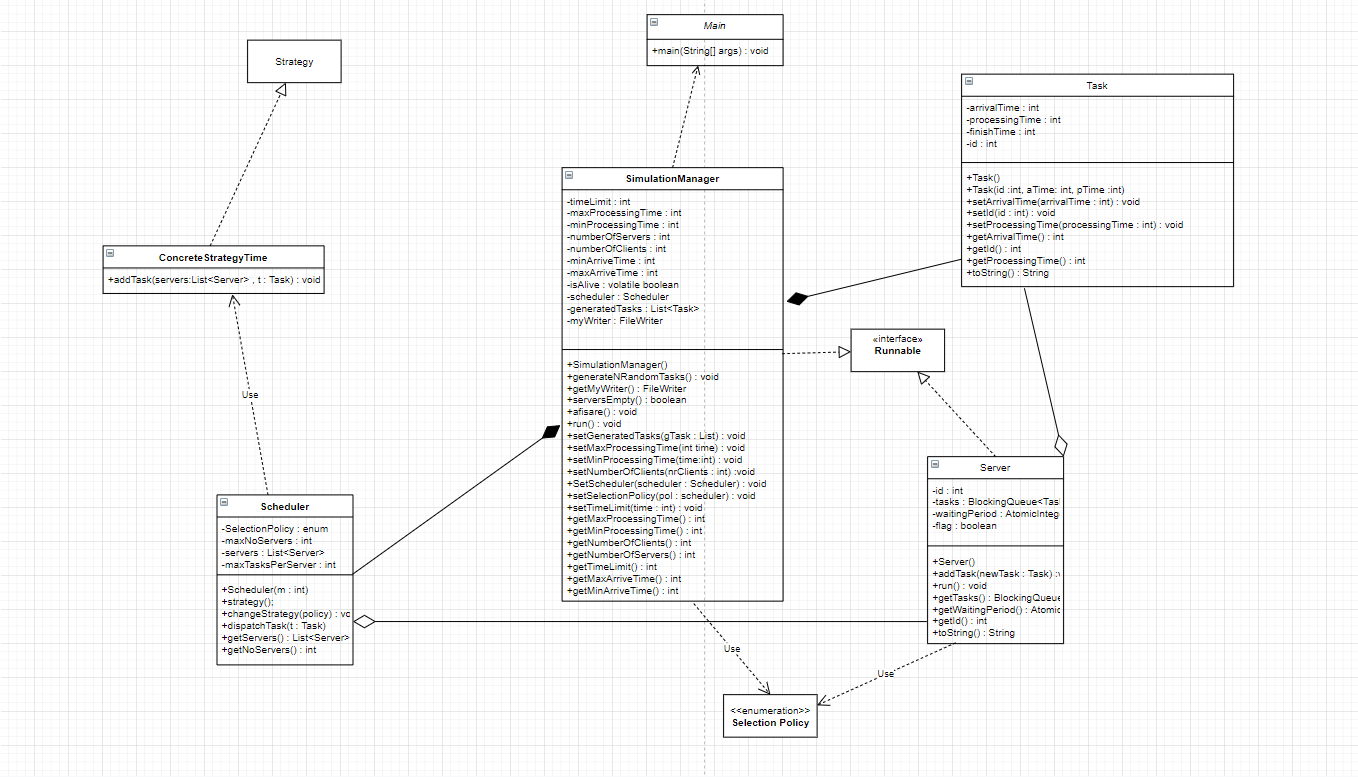 Main
+main(String[] args) : void
Strategy
Task
-arrivalTime : int
-processingTime : int
-finishTime : int
-id : int
+Task()
+Task(id :int, aTime: int, pTime :int)
+setArrivalTime(arrivalTime : int) : void
+setId(id : int) : void
+setProcessingTime(processingTime : int) : void
+getArrivalTime() : int
+getId() : int
+getProcessingTime() : int
+toString() : String
SimulationManager
-timeLimit : int
-maxProcessingTime : int
-minProcessingTime : int
-numberOfServers : int
-numberOfClients : int
-minArriveTime : int
-maxArriveTime : int
-isAlive : volatile boolean
-scheduler : Scheduler
-generatedTasks : List<Task>
-myWriter : FileWriter
+SimulationManager()
+generateNRandomTasks() : void
+getMyWriter() : FileWriter
+serversEmpty() : boolean
+afisare() : void
+run() : void
+setGeneratedTasks(gTask : List) : void
+setMaxProcessingTime(int time) : void
+setMinProcessingTime(time:int) : void
+setNumberOfClients(nrClients : int) :void
+SetScheduler(scheduler : Scheduler) : void
+setSelectionPolicy(pol : scheduler) : void
+setTimeLimit(time : int) : void
+getMaxProcessingTime() : int
+getMinProcessingTime() : int
+getNumberOfClients() : int
+getNumberOfServers() : int
+getTimeLimit() : int
+getMaxArriveTime() : int
+getMinArriveTime() : int
ConcreteStrategyTime
+addTask(servers:List<Server> , t : Task) : void
«interface»
Runnable
Use
Scheduler
-SelectionPolicy : enum
-maxNoServers : int
-servers : List<Server>
-maxTasksPerServer : int
+Scheduler(m : int)
+strategy();
+changeStrategy(policy) : vc
+dispatchTask(t : Task)
+getServers() : List<Server>
+getNoServers() : int
Server
-id : int
-tasks : BlockingQueue<Tas
-waitingPeriod : AtomicInteg
-flag : boolean
+Server()
+addTask(newTask : Task) :v
+run() : void
+getTasks() : BlockingQueue
+getWaitingPeriod() : Atomic
+getId() : int
+toString() : String
Use
Use
<<enumeration>>
Selection Policy